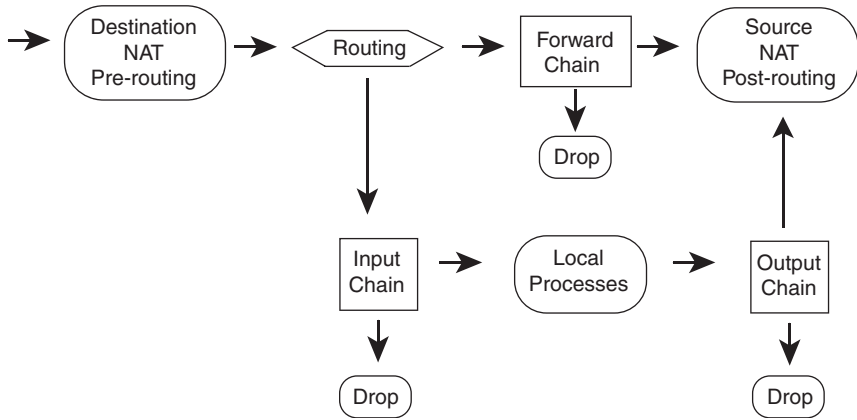 Destination
NAT
Pre-routing
Routing
Forward
Chain
Source
NAT
Post-routing
Drop
Input
Chain
Local
Processes
Output
Chain
Drop
Drop